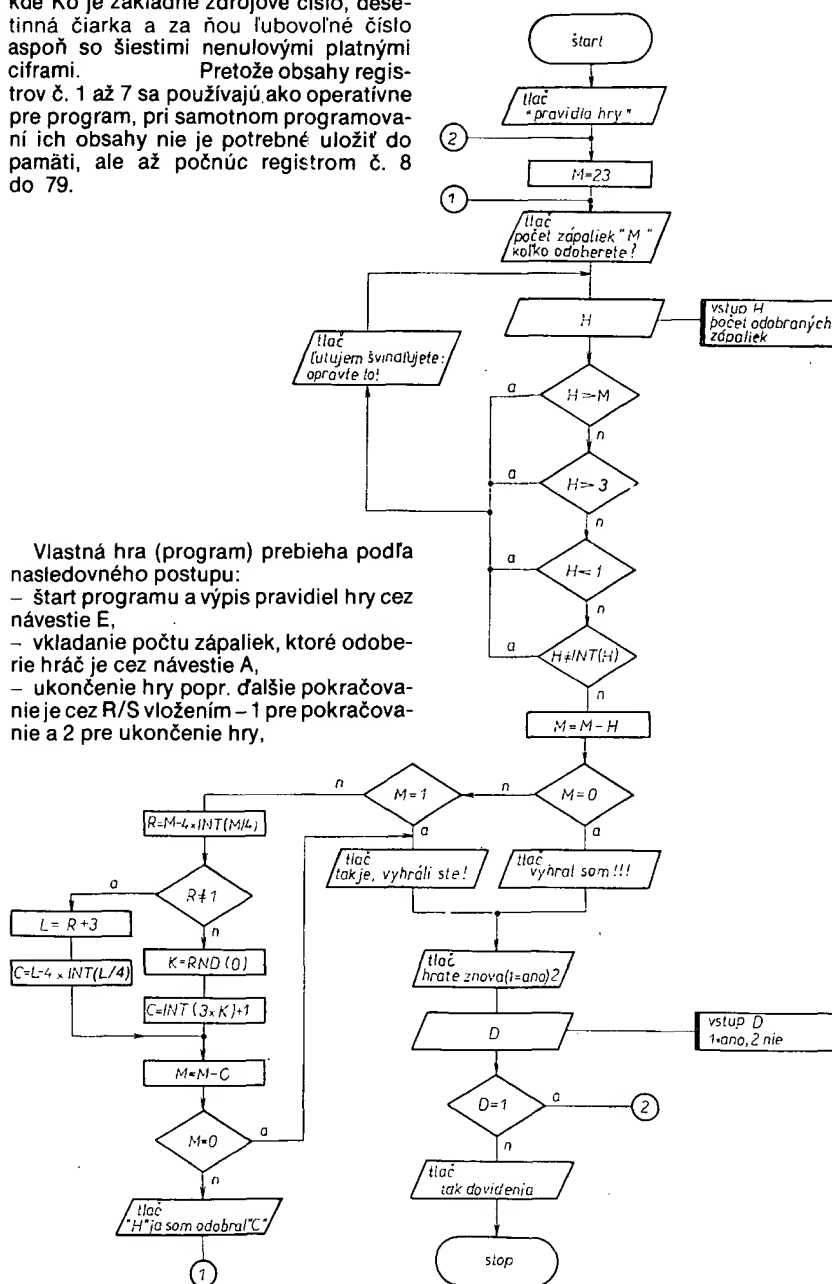 kde Ko je základné zdrojové číslo, dese-
tinná čiarka a za ňou ľubovoľné číslo
aspoň so šiestimi nenulovými platnými
ciframi. Pretože obsahy regis-
trov č. 1 až 7 sa používajú ako operatívne
pre program, pri samotnom programova-
ní ich obsahy nie je potrebné uložiť do
pamäti, ale až počnúc registrom č. 8
do 79.
Vlastná hra (program) prebieha podľa
nasledovného postupu:
– štart programu a výpis pravidiel hry cez
návestie E,
– vkladanie počtu zápaliek, ktoré odobe-
rie hráč je cez návestie A,
– ukončenie hry popr. ďalšie pokračova-
nie je cez R/S vložením – 1 pre pokračova-
nie a 2 pre ukončenie hry,
štart
tlač
"pravidla hry"
2
M=23
1
tlač
počet zápaliek "M"
koľko odoberete?
H
vstup H
počet odobraných
zápaliek
tlač
ľutujem švindľujete:
opravte to!
H>M
a
n
H>3
a
n
H<1
a
n
H≠INT(H)
a
n
M=M-H
M=0
n
a
M=1
n
a
tlač
vyhral som!!!
tlač
takje, vyhráli ste!
R=M-4×INT(M/4)
R≠1
a
n
L=R+3
C=L-4×INT(L/4)
K=RND(0)
C=INT(3×K)+1
M=M-C
M=0
a
n
tlač
"H" ja som odobral "C"
1
tlač
hrate znova(1=ano)2
D
vstup D
1=ano,2 nie
D=1
a
2
n
tlač
tak dovidenia
stop